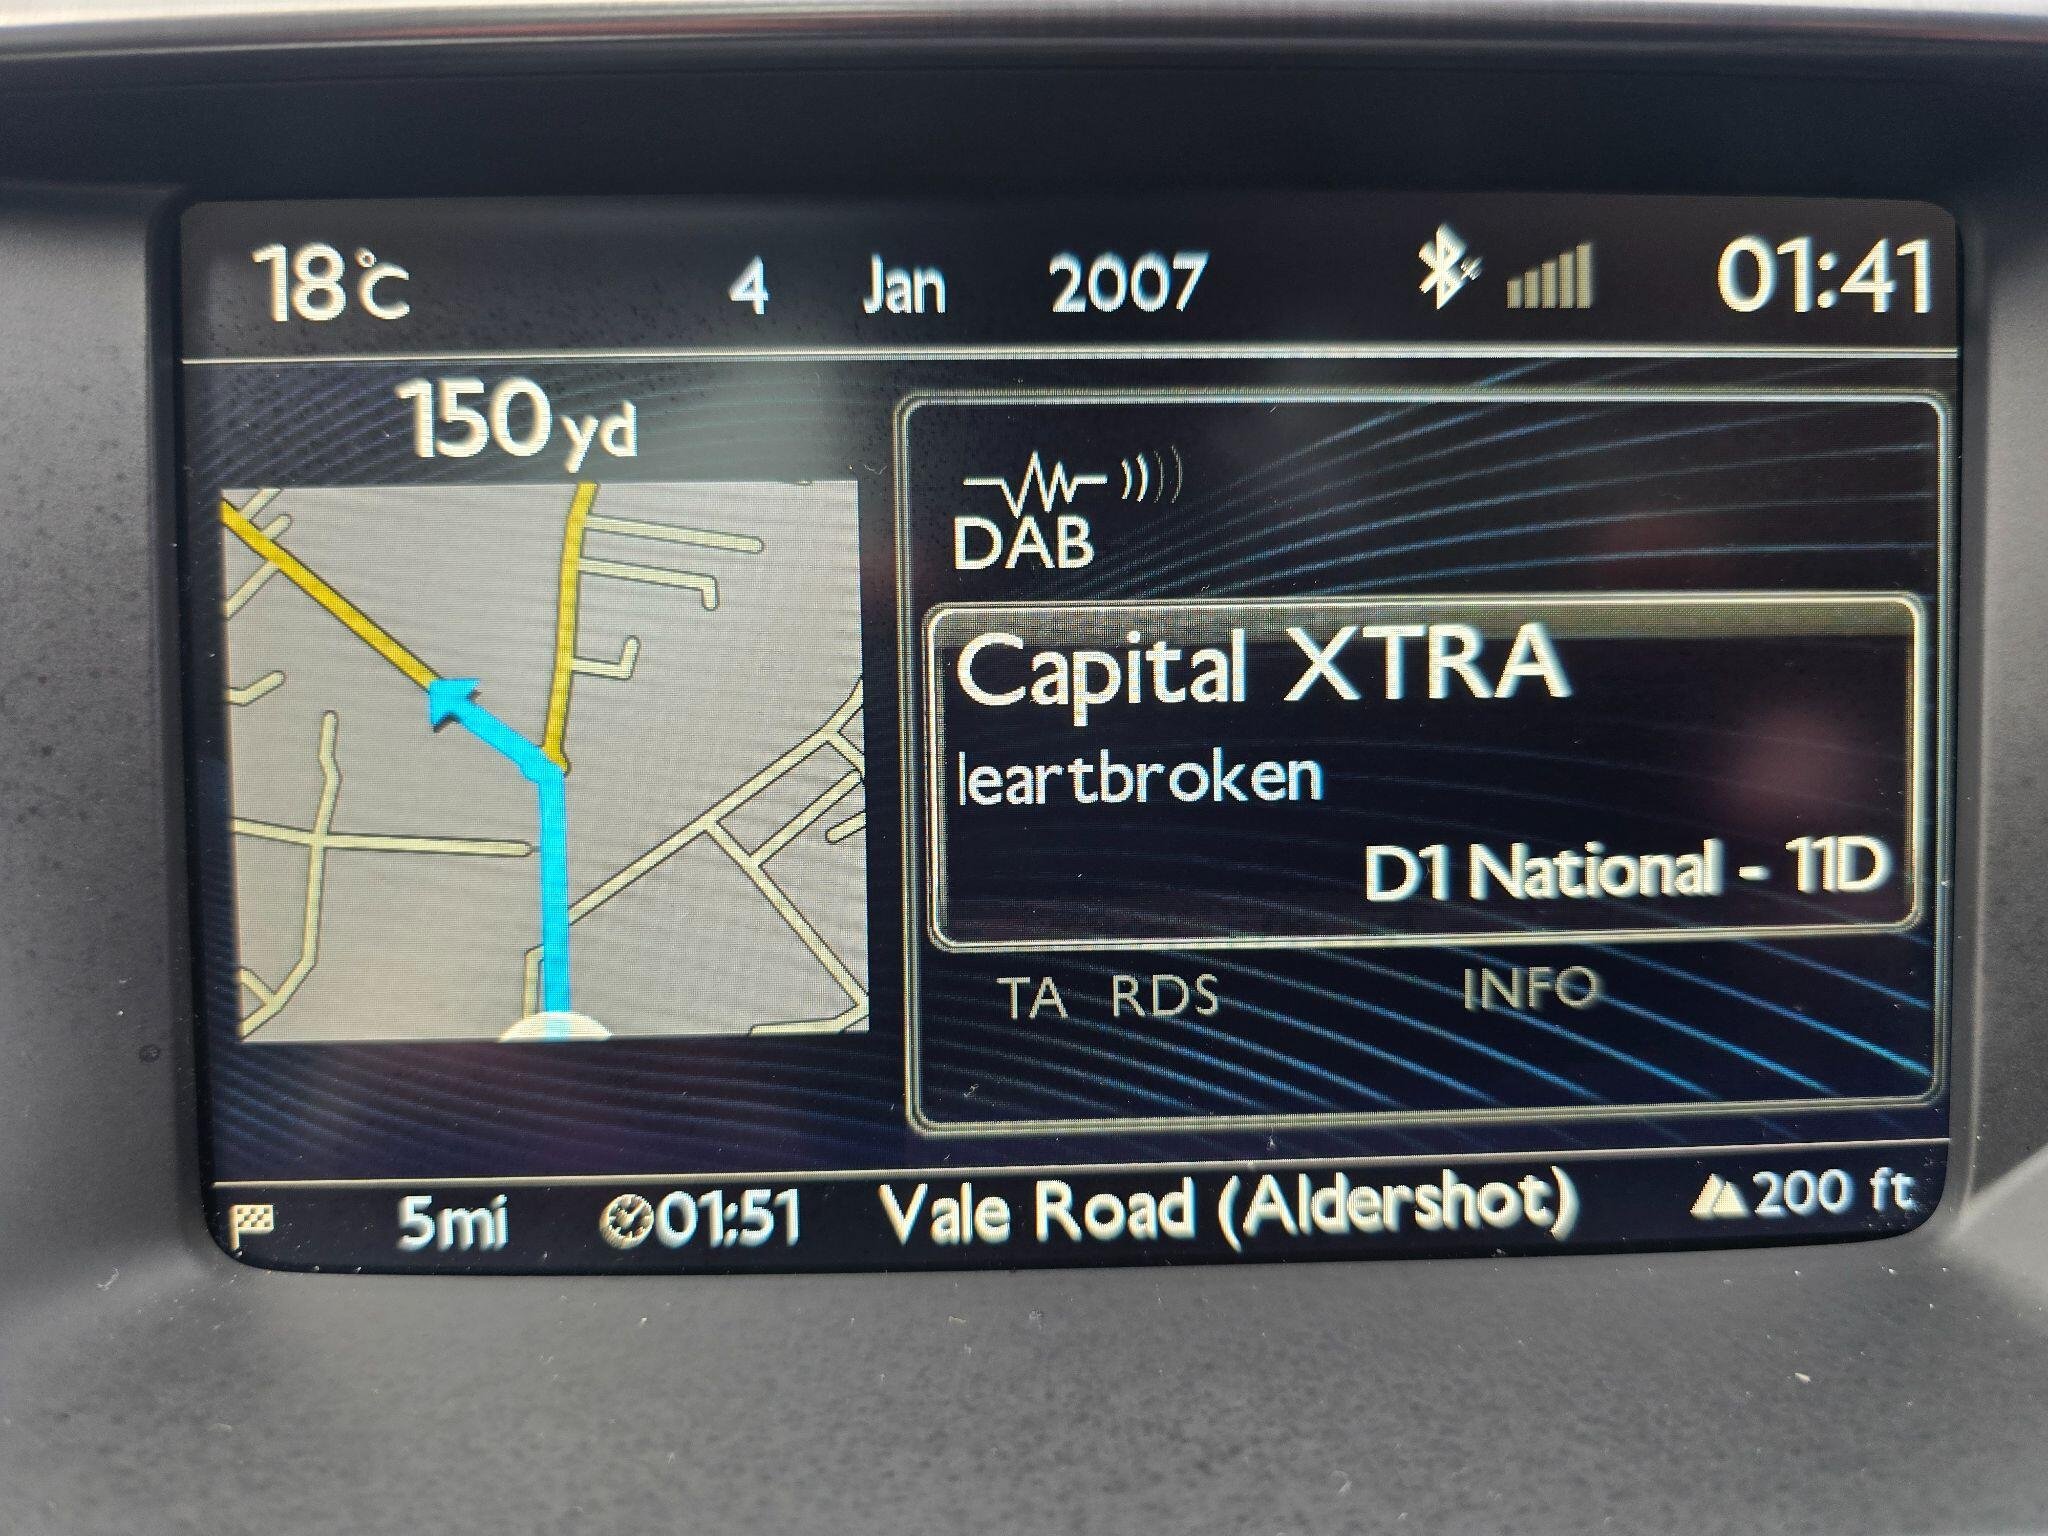 18°C 4 Jan 2007 01:41
150yd
DAB
Capital XTRA
leartbroken
D1 National - 11D
TA RDS INFO
5mi 01:51 Vale Road (Aldershot) 200 ft